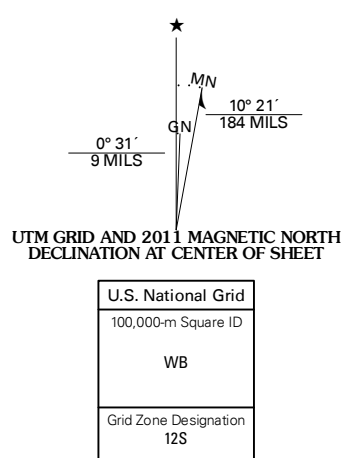 ★
MN
GN
10° 21´
184 MILS
0° 31´
9 MILS
UTM GRID AND 2011 MAGNETIC NORTH
DECLINATION AT CENTER OF SHEET
U.S. National Grid
100,000-m Square ID
WB
Grid Zone Designation
12S